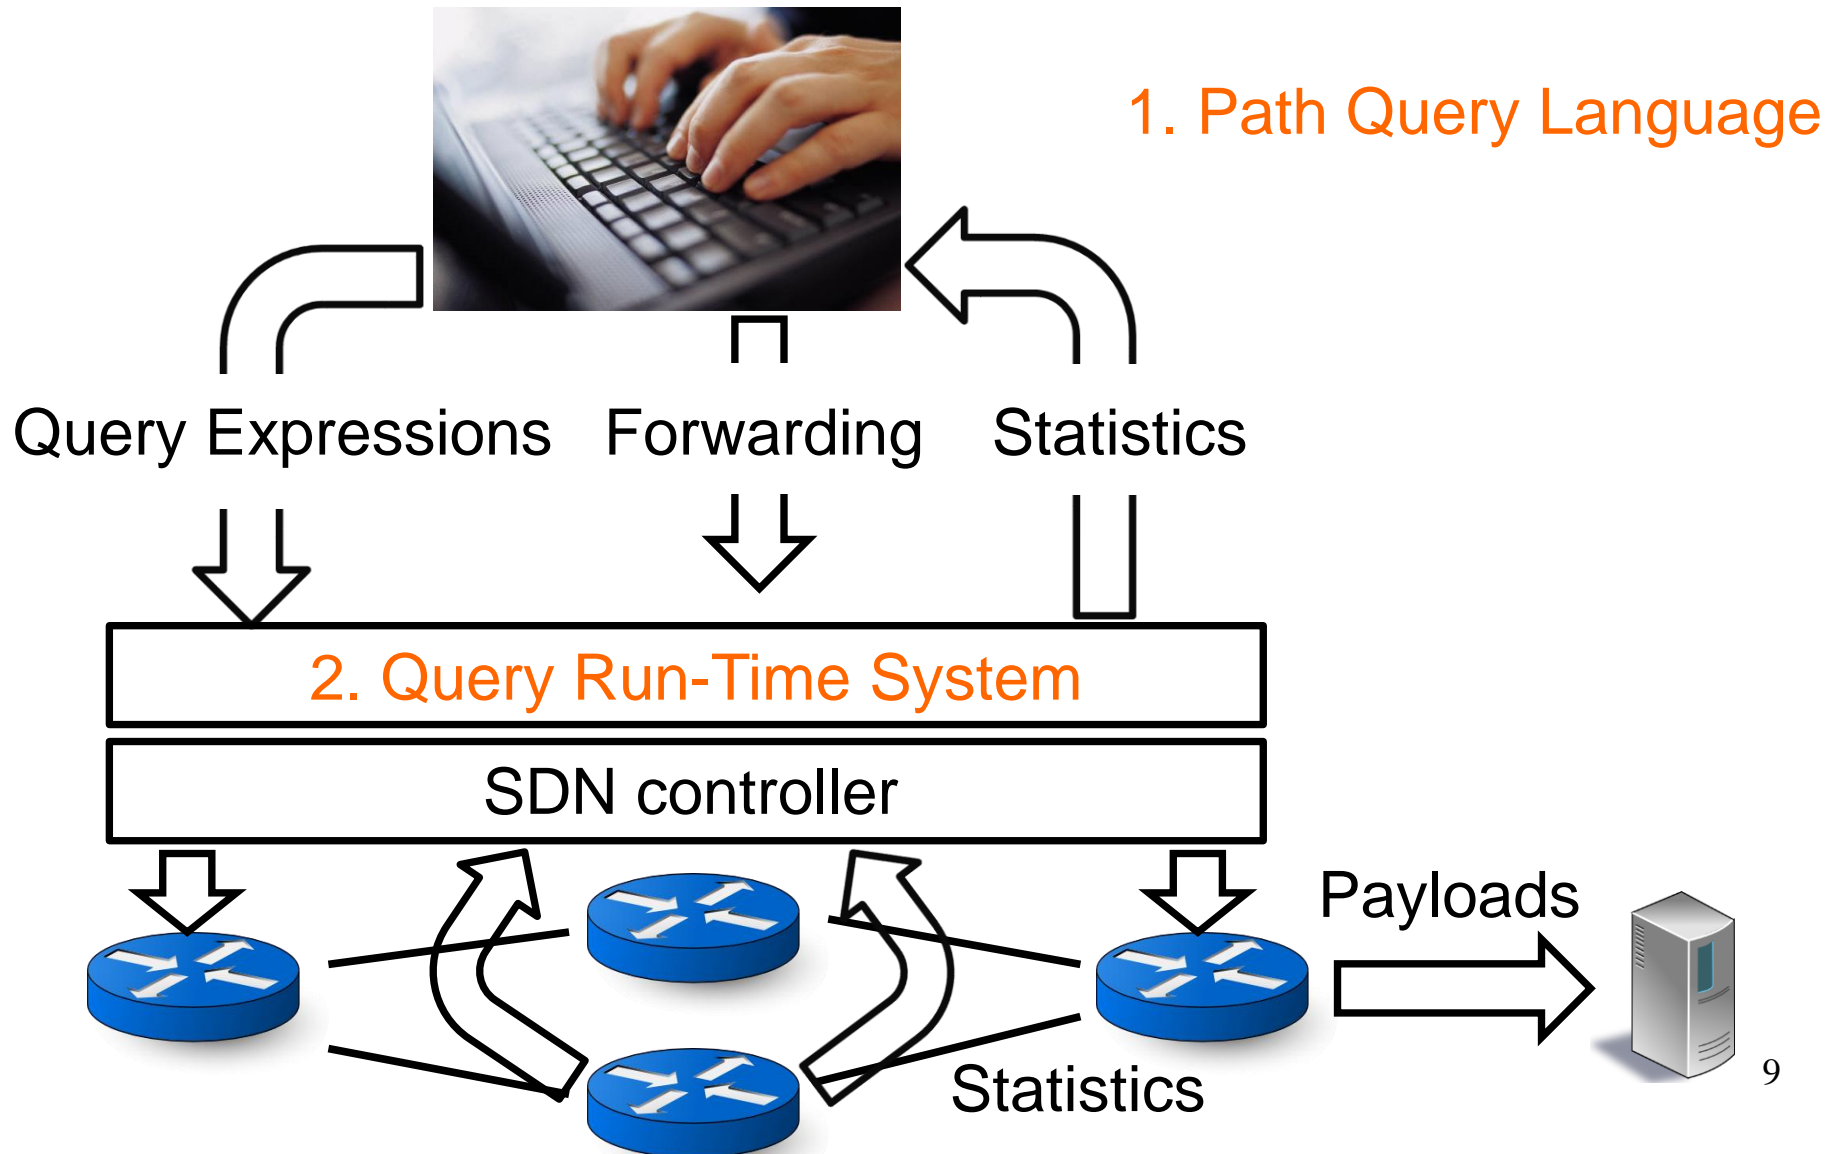 1. Path Query Language
Query Expressions
Forwarding
Statistics
2. Query Run-Time System
SDN controller
Payloads
Statistics
9